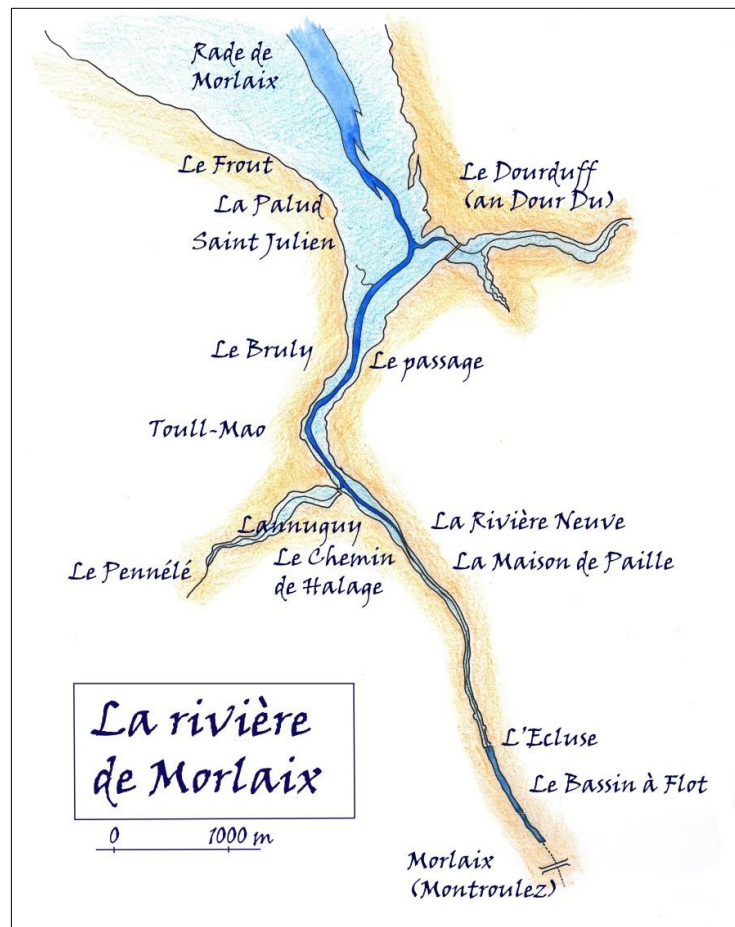 Rade de
Morlaix
Le Frout
La Palud
Saint Julien
Le Dourduff
(an Dour Du)
Le Bruly
Le passage
Toull-Mao
Lannuguy
Le Pennélé
Le Chemin
de Halage
La Rivière Neuve
La Maison de Paille
La rivière
de Morlaix
0 1000 m
L'Ecluse
Le Bassin à Flot
Morlaix
(Montroulez)